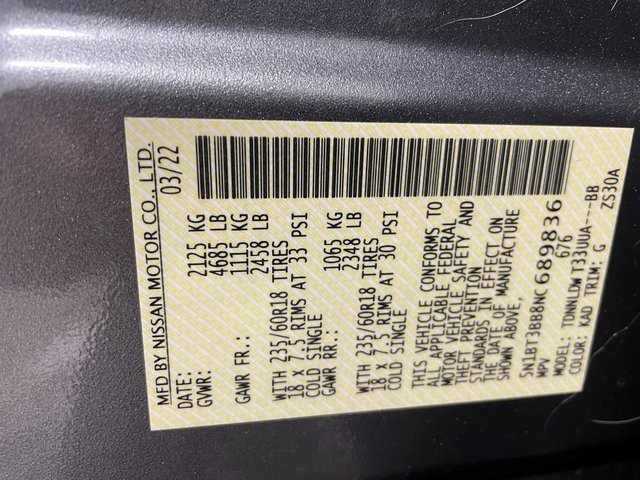 MFD BY NISSAN MOTOR CO., LTD.
DATE: 03/22
GVWR: 2125 KG
4685 LB
GAWR FR.: 1115 KG
2458 LB
WITH 235/60R18 TIRES
18 X 7.5 RIMS AT 33 PSI
COLD SINGLE
GAWR RR.: 1065 KG
2348 LB
WITH 235/60R18 TIRES
18 X 7.5 RIMS AT 30 PSI
COLD SINGLE
THIS VEHICLE CONFORMS TO
ALL APPLICABLE FEDERAL
MOTOR VEHICLE SAFETY AND
THEFT PREVENTION
STANDARDS IN EFFECT ON
THE DATE OF MANUFACTURE
SHOWN ABOVE.
5N1BT3BB8NC689836
MPV 676
MODEL: TDNNLDW T33UUA---BB
COLOR: KAD TRIM: G ZS30A